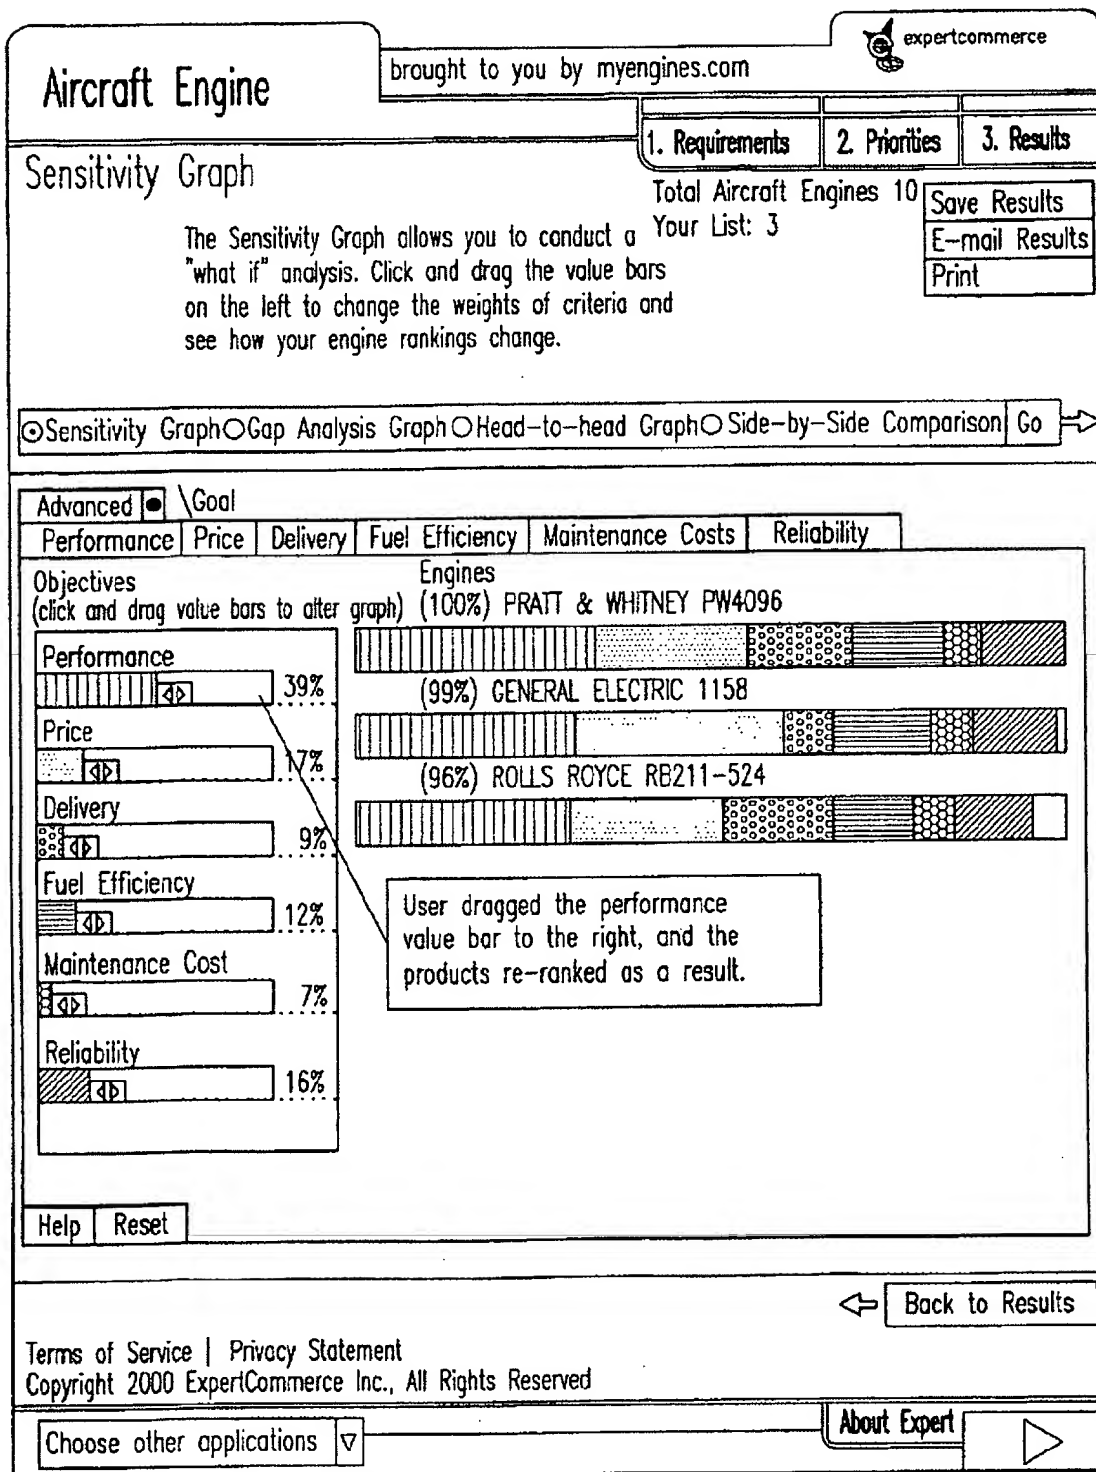 expertcommerce
Aircraft Engine
brought to you by myengines.com
1. Requirements
2. Priorities
3. Results
Sensitivity Graph
Total Aircraft Engines 10
Your List: 3
Save Results
E-mail Results
Print
The Sensitivity Graph allows you to conduct a
"what if" analysis. Click and drag the value bars
on the left to change the weights of criteria and
see how your engine rankings change.
Sensitivity Graph Gap Analysis Graph Head-to-head Graph Side-by-Side Comparison Go
Advanced \Goal
Performance Price Delivery Fuel Efficiency Maintenance Costs Reliability
Objectives
(click and drag value bars to alter graph)
Engines
(100%) PRATT & WHITNEY PW4096
(99%) GENERAL ELECTRIC 1158
(96%) ROLLS ROYCE RB211-524
Performance
39%
Price
17%
Delivery
9%
Fuel Efficiency
12%
Maintenance Cost
7%
Reliability
16%
User dragged the performance
value bar to the right, and the
products re-ranked as a result.
Help Reset
Back to Results
Terms of Service | Privacy Statement
Copyright 2000 ExpertCommerce Inc., All Rights Reserved
About Expert
Choose other applications